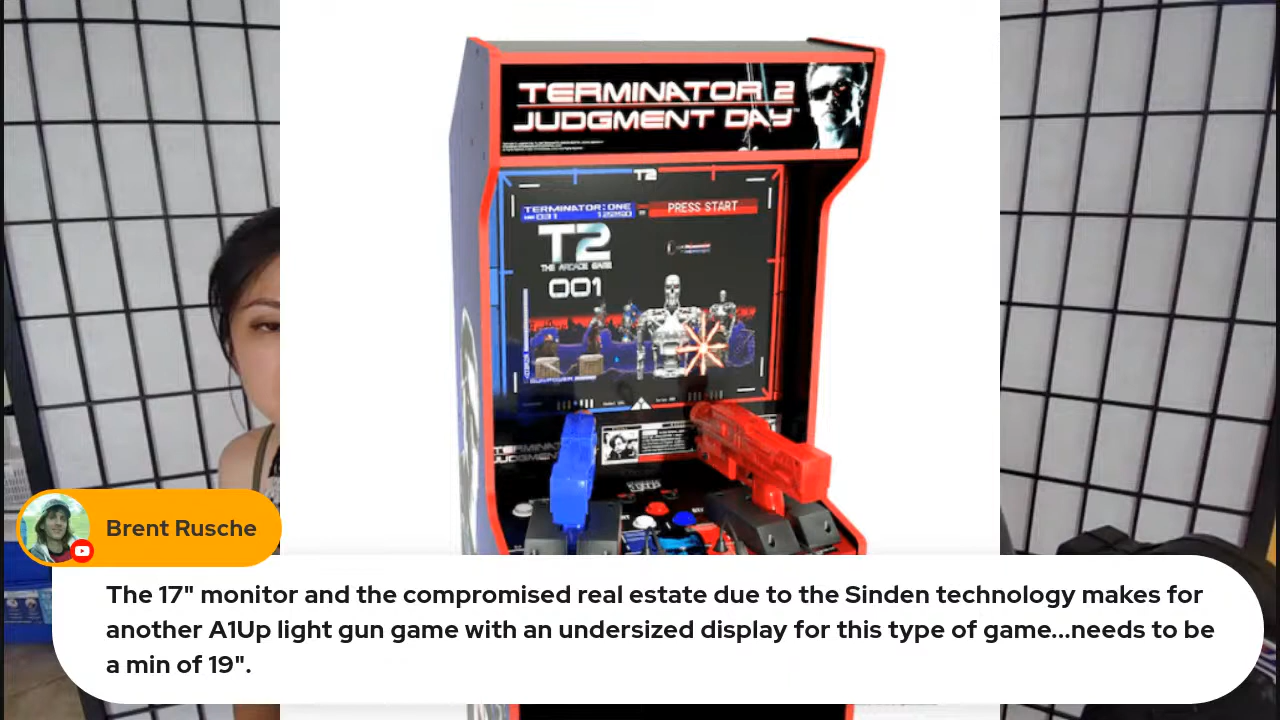 TERMINATOR 2
JUDGMENT DAY
T2
TERMINATOR:ONE
PRESS START
T2
THE ARCADE GAME
001
Brent Rusche
The 17" monitor and the compromised real estate due to the Sinden technology makes for
another A1Up light gun game with an undersized display for this type of game...needs to be
a min of 19".